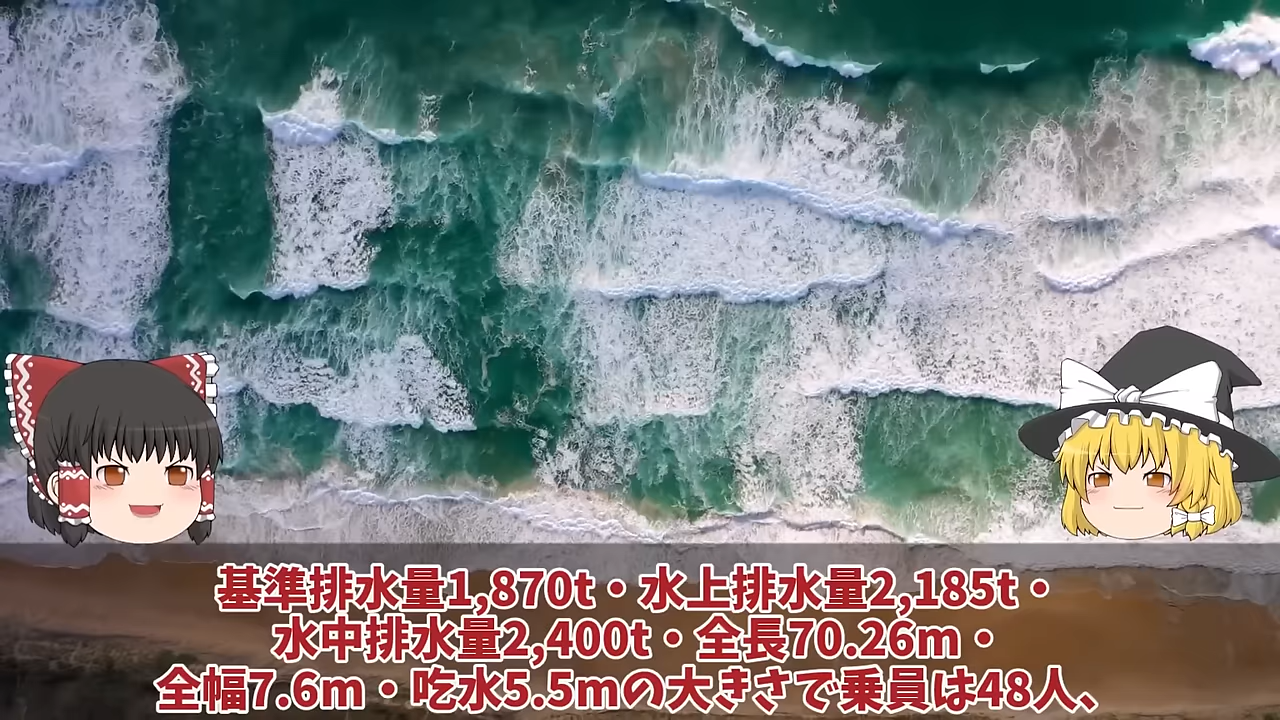 基準排水量1,870t・水上排水量2,185t・
水中排水量2,400t・全長70.26m・
全幅7.6m・吃水5.5mの大きさで乗員は48人、